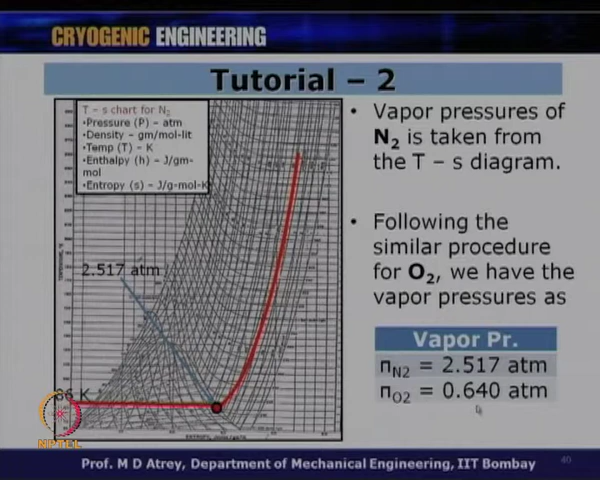 CRYOGENIC ENGINEERING
Tutorial – 2
T – s chart for N₂
•Pressure (P) – atm
•Density – gm/mol-lit
•Temp (T) – K
•Enthalpy (h) – J/gm-
mol
•Entropy (s) – J/g-mol-K
2.517 atm
86 K
• Vapor pressures of
N₂ is taken from
the T – s diagram.
• Following the
similar procedure
for O₂, we have the
vapor pressures as
Vapor Pr.
πN2 = 2.517 atm
πO2 = 0.640 atm
NPTEL
Prof. M D Atrey, Department of Mechanical Engineering, IIT Bombay
40